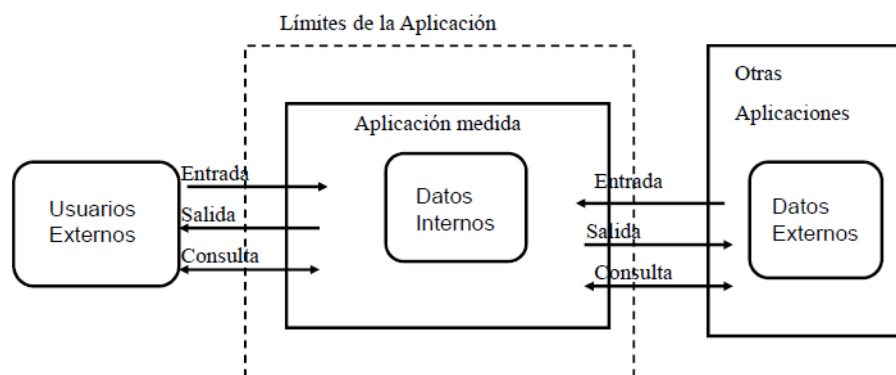 Límites de la Aplicación
Otras
Aplicaciones
Aplicación medida
Entrada
Salida
Consulta
Usuarios
Externos
Datos
Internos
Entrada
Salida
Consulta
Datos
Externos